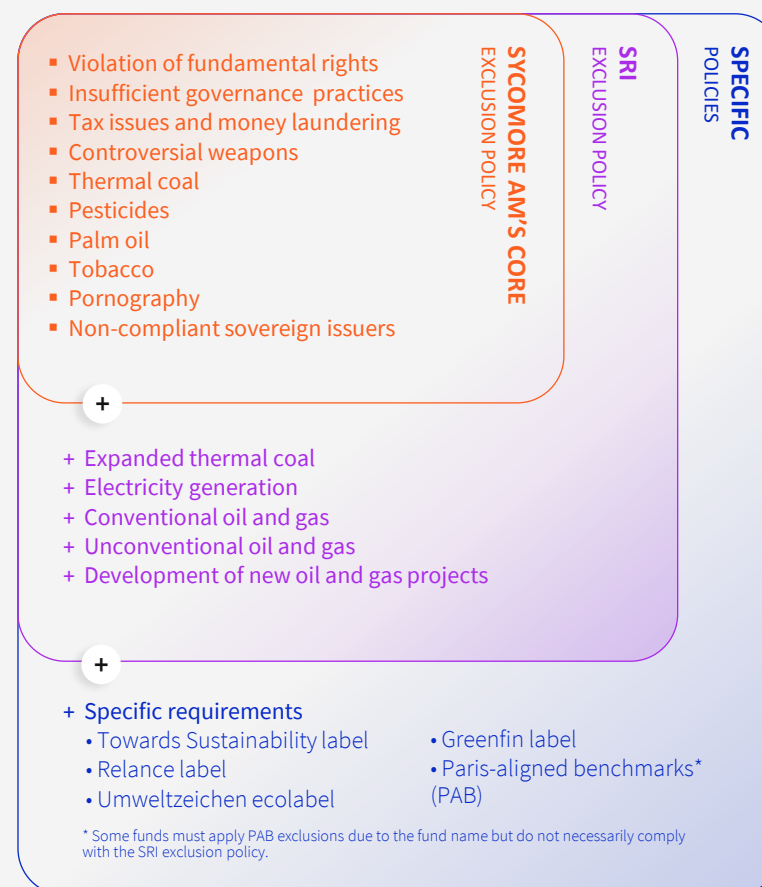 ▪ Violation of fundamental rights
▪ Insufficient governance practices
▪ Tax issues and money laundering
▪ Controversial weapons
▪ Thermal coal
▪ Pesticides
▪ Palm oil
▪ Tobacco
▪ Pornography
▪ Non-compliant sovereign issuers
SYCOMORE AM'S CORE
EXCLUSION POLICY
SRI
EXCLUSION POLICY
SPECIFIC
POLICIES
+
+ Expanded thermal coal
+ Electricity generation
+ Conventional oil and gas
+ Unconventional oil and gas
+ Development of new oil and gas projects
+
+ Specific requirements
• Towards Sustainability label
• Relance label
• Umweltzeichen ecolabel
• Greenfin label
• Paris-aligned benchmarks*
(PAB)
* Some funds must apply PAB exclusions due to the fund name but do not necessarily comply
with the SRI exclusion policy.